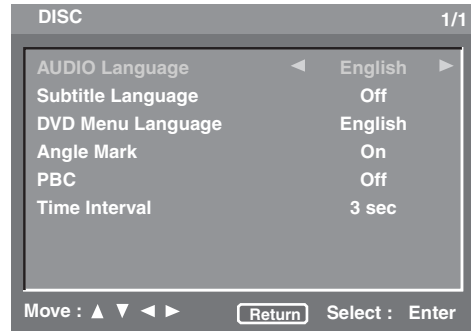 DISC 1/1
AUDIO Language ◄ English ►
Subtitle Language Off
DVD Menu Language English
Angle Mark On
PBC Off
Time Interval 3 sec
Move : ▲ ▼ ◄ ► Return Select : Enter